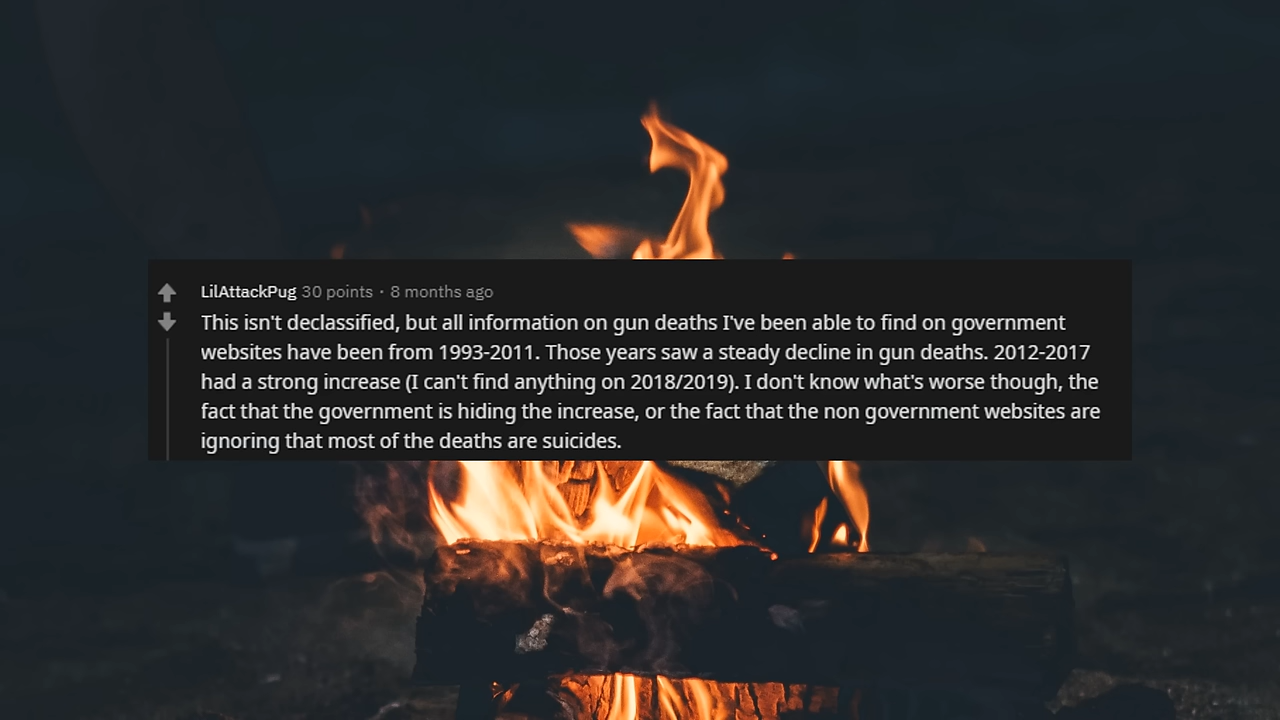 LilAttackPug 30 points · 8 months ago
This isn't declassified, but all information on gun deaths I've been able to find on government
websites have been from 1993-2011. Those years saw a steady decline in gun deaths. 2012-2017
had a strong increase (I can't find anything on 2018/2019). I don't know what's worse though, the
fact that the government is hiding the increase, or the fact that the non government websites are
ignoring that most of the deaths are suicides.